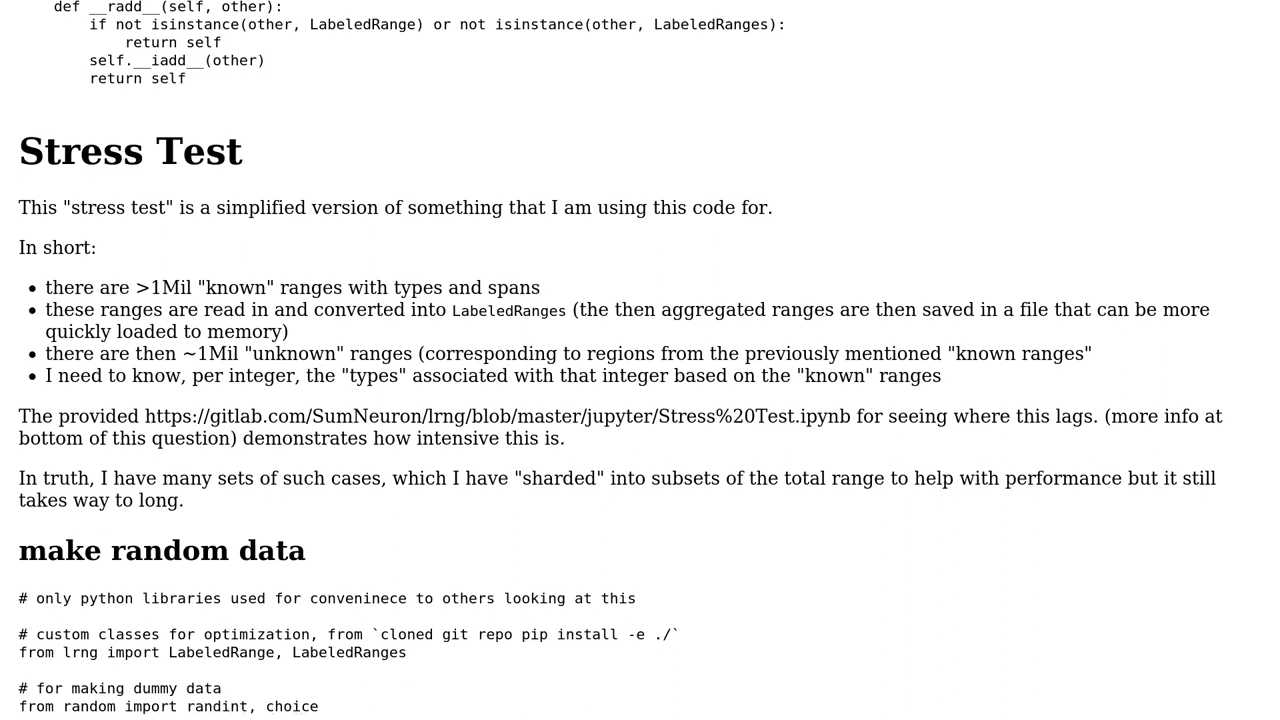 def __radd__(self, other):
if not isinstance(other, LabeledRange) or not isinstance(other, LabeledRanges):
return self
self.__iadd__(other)
return self
Stress Test
This "stress test" is a simplified version of something that I am using this code for.
In short:
• there are >1Mil "known" ranges with types and spans
• these ranges are read in and converted into LabeledRanges (the then aggregated ranges are then saved in a file that can be more
quickly loaded to memory)
• there are then ~1Mil "unknown" ranges (corresponding to regions from the previously mentioned "known ranges"
• I need to know, per integer, the "types" associated with that integer based on the "known" ranges
The provided https://gitlab.com/SumNeuron/lrng/blob/master/jupyter/Stress%20Test.ipynb for seeing where this lags. (more info at
bottom of this question) demonstrates how intensive this is.
In truth, I have many sets of such cases, which I have "sharded" into subsets of the total range to help with performance but it still
takes way to long.
make random data
# only python libraries used for conveninece to others looking at this
# custom classes for optimization, from `cloned git repo pip install -e ./`
from lrng import LabeledRange, LabeledRanges
# for making dummy data
from random import randint, choice